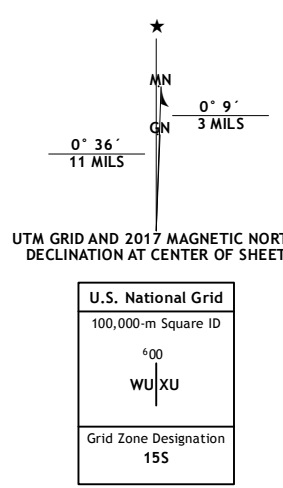 ★
MN
0° 9´
3 MILS
GN
0° 36´
11 MILS
UTM GRID AND 2017 MAGNETIC NORT
DECLINATION AT CENTER OF SHEET
U.S. National Grid
100,000-m Square ID
⁶00
WU XU
Grid Zone Designation
15S